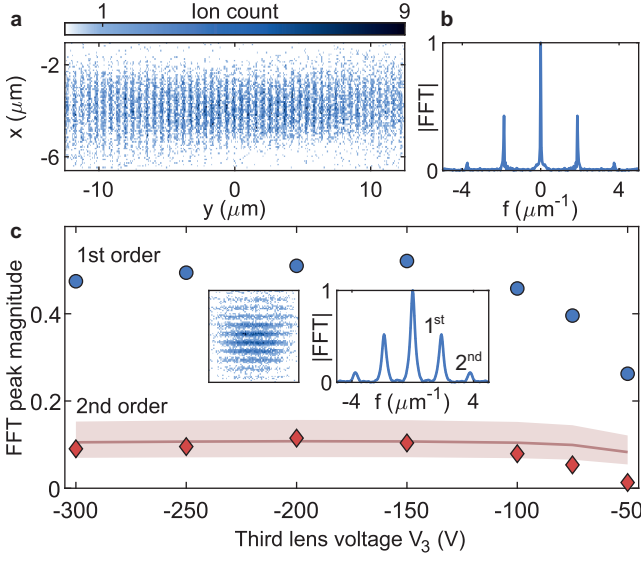 a Ion count b
1 9
x (μm)
-2
-6
-10 0 10
y (μm)
|FFT|
1
0
-4 0 4
f (μm⁻¹)
c
1st order
FFT peak magnitude
0.4
0.2
0
|FFT|
1
0
1st
2nd
-4 f (μm⁻¹) 4
2nd order
-300 -250 -200 -150 -100 -50
Third lens voltage V₃ (V)